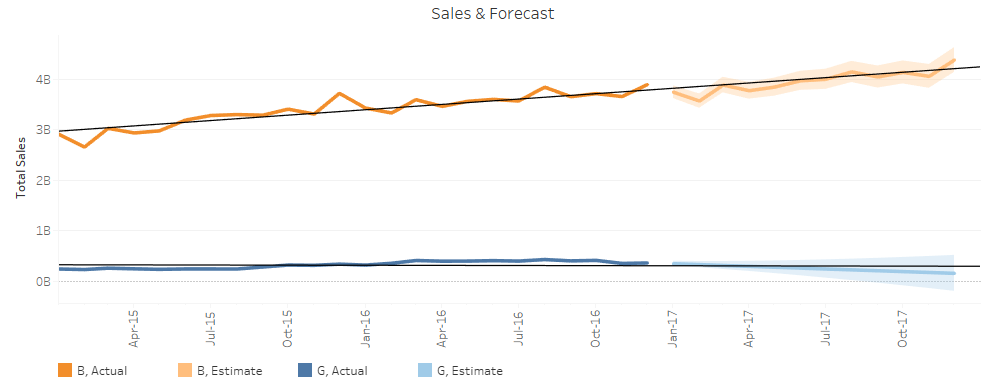 Sales & Forecast
Total Sales
4B
3B
2B
1B
0B
Apr-15
Jul-15
Oct-15
Jan-16
Apr-16
Jul-16
Oct-16
Jan-17
Apr-17
Jul-17
Oct-17
B, Actual
B, Estimate
G, Actual
G, Estimate